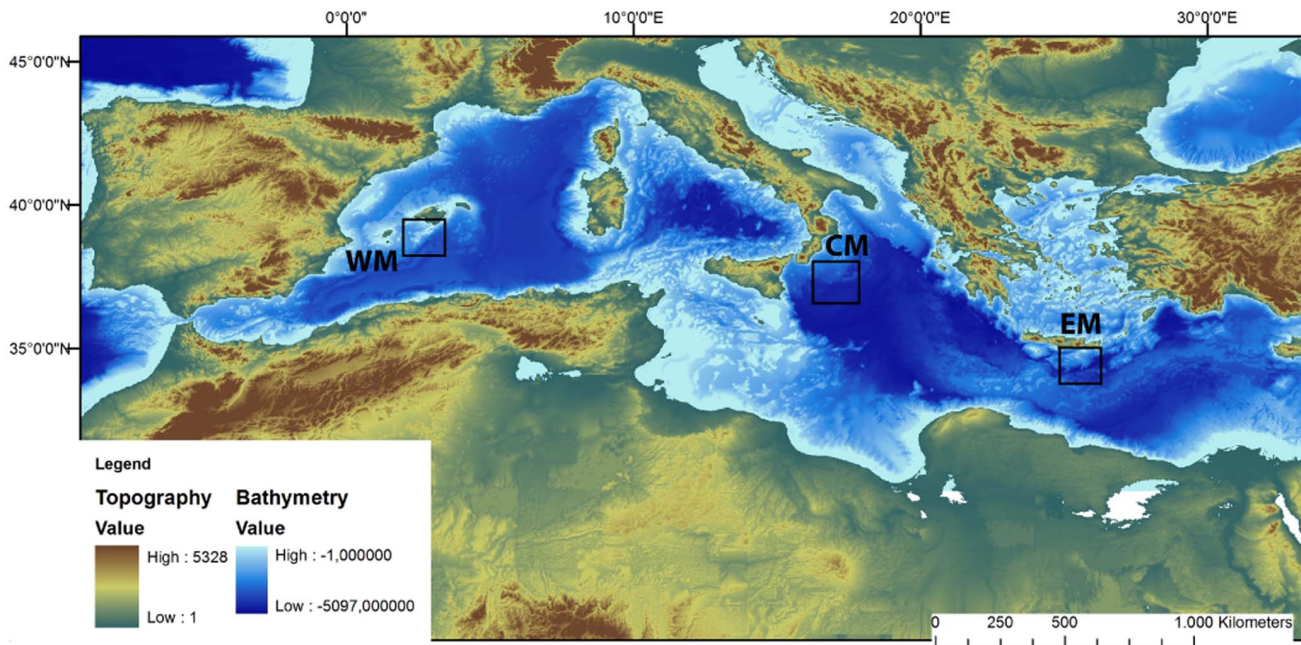 0°0'0" 10°0'0"E 20°0'0"E 30°0'0"E
45°0'0"N
40°0'0"N
35°0'0"N
WM
CM
EM
Legend
Topography Bathymetry
Value Value
High : 5328 High : -1,000000
Low : 1 Low : -5097,000000
0 250 500 1.000 Kilometers